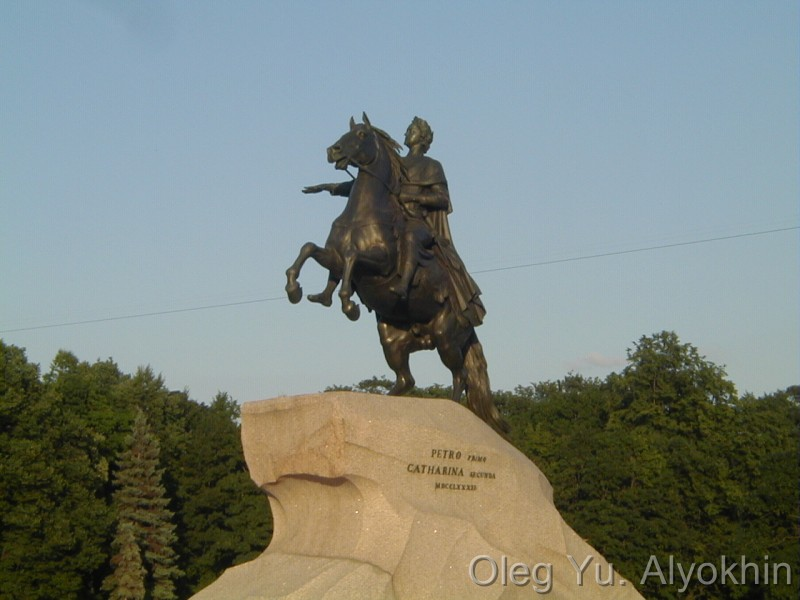 PETRO PRIMO
CATHARINA SECUNDA
MDCCLXXXII
Oleg Yu. Alyokhin